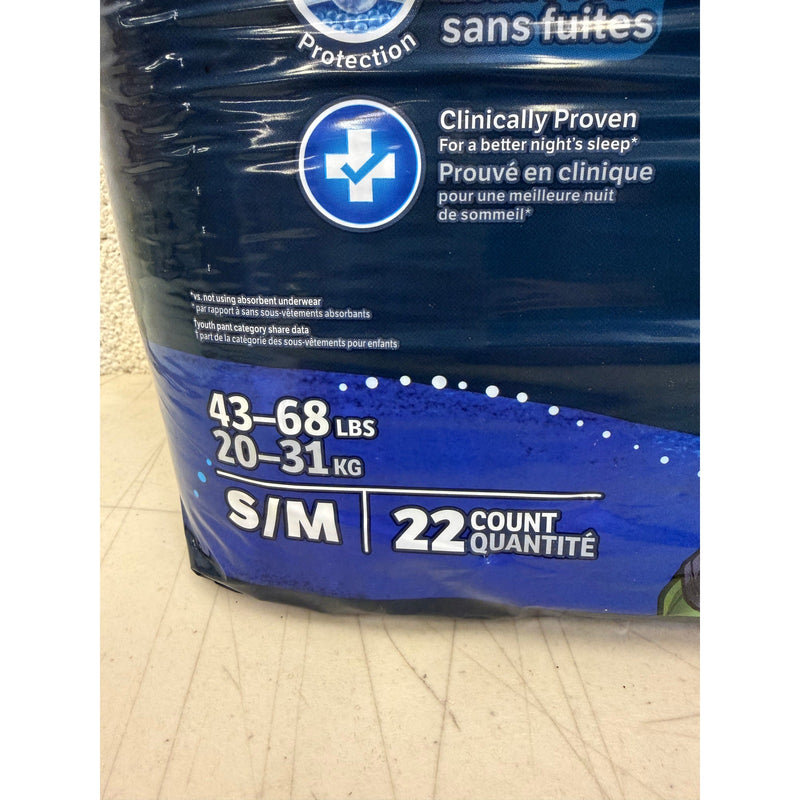 sans fuites
Protection
Clinically Proven
For a better night's sleep*
Prouvé en clinique
pour une meilleure nuit
de sommeil*
*vs. not using absorbent underwear
*par rapport à sans sous-vêtements absorbants
†youth pant category share data
†part de la catégorie des sous-vêtements pour enfants
43–68 LBS
20–31 KG
S/M
22 COUNT
QUANTITÉ